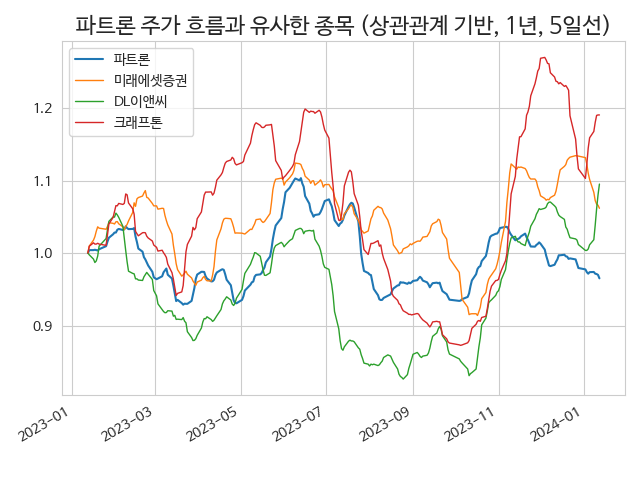 파트론 주가 흐름과 유사한 종목 (상관관계 기반, 1년, 5일선)
파트론
미래에셋증권
DL이앤씨
크래프톤
1.2
1.1
1.0
0.9
2023-01
2023-03
2023-05
2023-07
2023-09
2023-11
2024-01